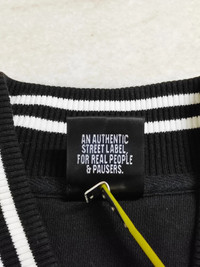 AN AUTHENTIC
STREET LABEL,
FOR REAL PEOPLE
& PAUSERS.